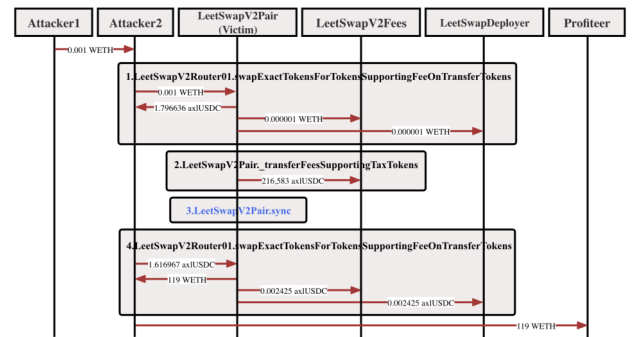 Attacker1 Attacker2 LeetSwapV2Pair LeetSwapV2Fees LeetSwapDeployer Profiteer
(Victim)
0.001 WETH
1.LeetSwapV2Router01.swapExactTokensForTokensSupportingFeeOnTransferTokens
0.001 WETH
1.796636 axlUSDC
0.000001 WETH
0.000001 WETH
2.LeetSwapV2Pair._transferFeesSupportingTaxTokens
216,583 axlUSDC
3.LeetSwapV2Pair.sync
4.LeetSwapV2Router01.swapExactTokensForTokensSupportingFeeOnTransferTokens
1.616967 axlUSDC
119 WETH
0.002425 axlUSDC
0.002425 axlUSDC
119 WETH